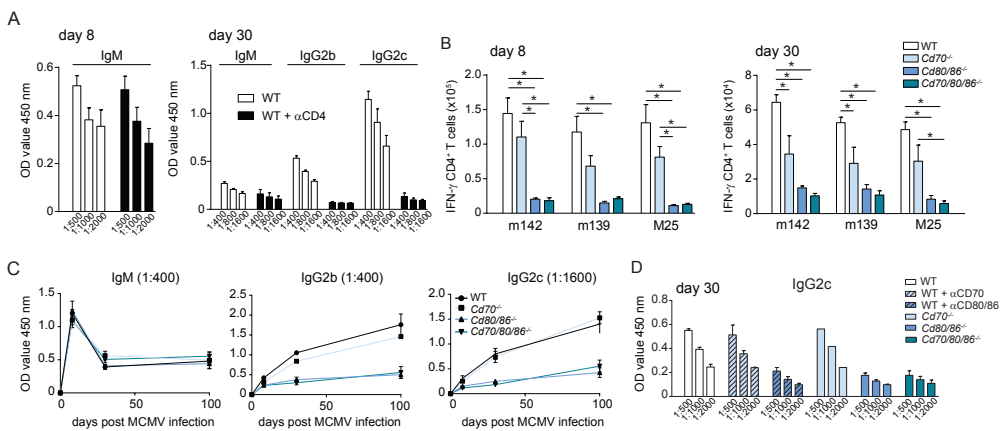 A
day 8
IgM
OD value 450 nm
0.6
0.4
0.2
0
1:500
1:1000
1:2000
1:500
1:1000
1:2000
day 30
IgM
IgG2b
IgG2c
WT
WT + αCD4
OD value 450 nm
1.5
1.0
0.5
0
1:400
1:800
1:1600
1:400
1:800
1:1600
1:400
1:800
1:1600
1:400
1:800
1:1600
1:400
1:800
1:1600
1:400
1:800
1:1600
B
day 8
IFN-γ CD4⁺ T cells (x10⁵)
2.0
1.5
1.0
0.5
0
* * * *
* *
* * * *
m142
m139
M25
day 30
IFN-γ CD4⁺ T cells (x10⁴)
8.0
6.0
4.0
2.0
0
* * *
* * *
* *
m142
m139
M25
WT
Cd70⁻/⁻
Cd80/86⁻/⁻
Cd70/80/86⁻/⁻
C
IgM (1:400)
OD value 450 nm
1.5
1.0
0.5
0
0
50
100
days post MCMV infection
IgG2b (1:400)
2.5
2.0
1.5
1.0
0.5
0
0
50
100
days post MCMV infection
IgG2c (1:1600)
2.0
1.5
1.0
0.5
0
0
50
100
days post MCMV infection
WT
Cd70⁻/⁻
Cd80/86⁻/⁻
Cd70/80/86⁻/⁻
D
day 30
IgG2c
OD value 450 nm
0.6
0.4
0.2
0
1:500
1:1000
1:2000
1:500
1:1000
1:2000
1:500
1:1000
1:2000
1:500
1:1000
1:2000
1:500
1:1000
1:2000
1:500
1:1000
1:2000
WT
WT + αCD70
WT + αCD80/86
Cd70⁻/⁻
Cd80/86⁻/⁻
Cd70/80/86⁻/⁻